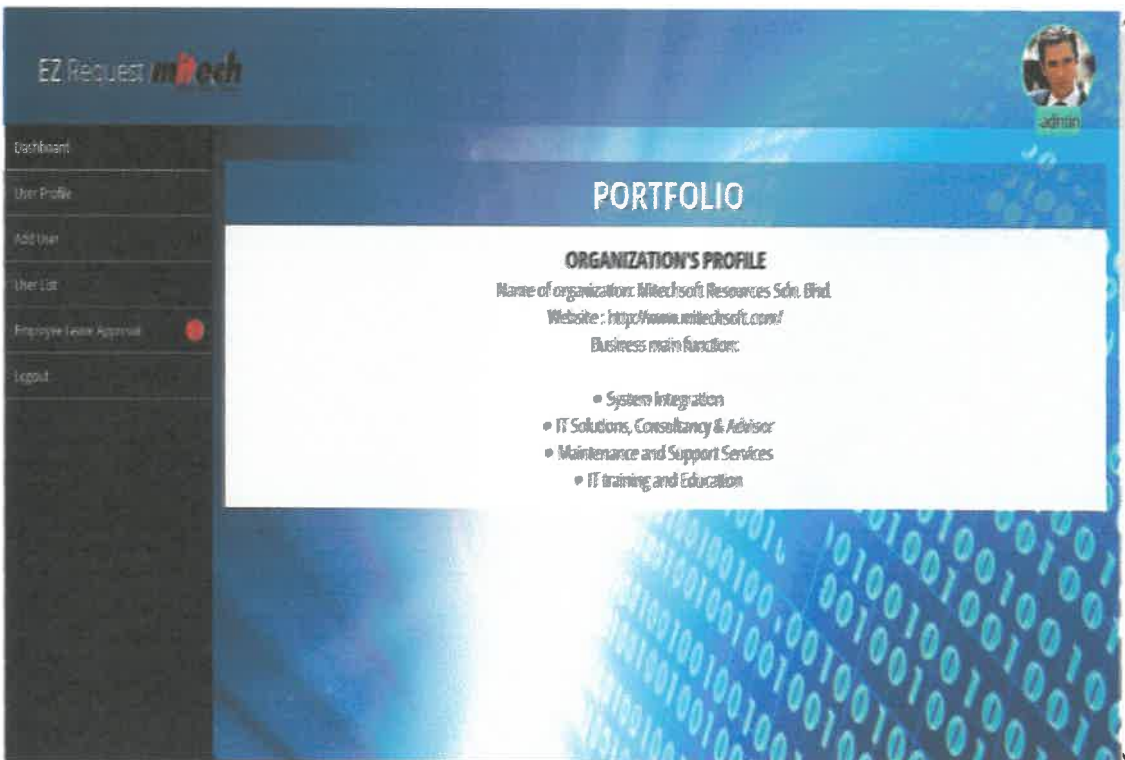 EZ Request mitech
admin
Dashboard
User Profile
Add User
User List
Employee Leave Approval
Logout
PORTFOLIO
ORGANIZATION'S PROFILE
Name of organization: Mitechsoft Resources Sdn. Bhd.
Website : http://www.mitechsoft.com/
Business main function:
• System Integration
• IT Solutions, Consultancy & Advisor
• Maintenance and Support Services
• IT training and Education